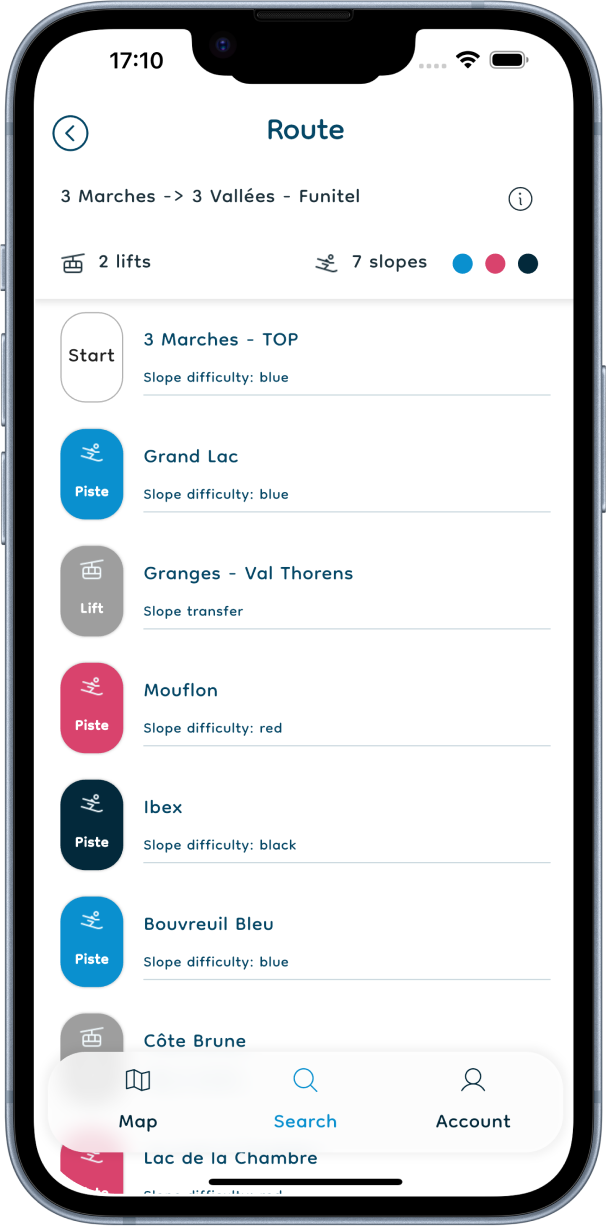 17:10
Route
3 Marches -> 3 Vallées - Funitel
2 lifts
7 slopes
Start
3 Marches - TOP
Slope difficulty: blue
Piste
Grand Lac
Slope difficulty: blue
Lift
Granges - Val Thorens
Slope transfer
Piste
Mouflon
Slope difficulty: red
Piste
Ibex
Slope difficulty: black
Piste
Bouvreuil Bleu
Slope difficulty: blue
Côte Brune
Map
Search
Account
Lac de la Chambre